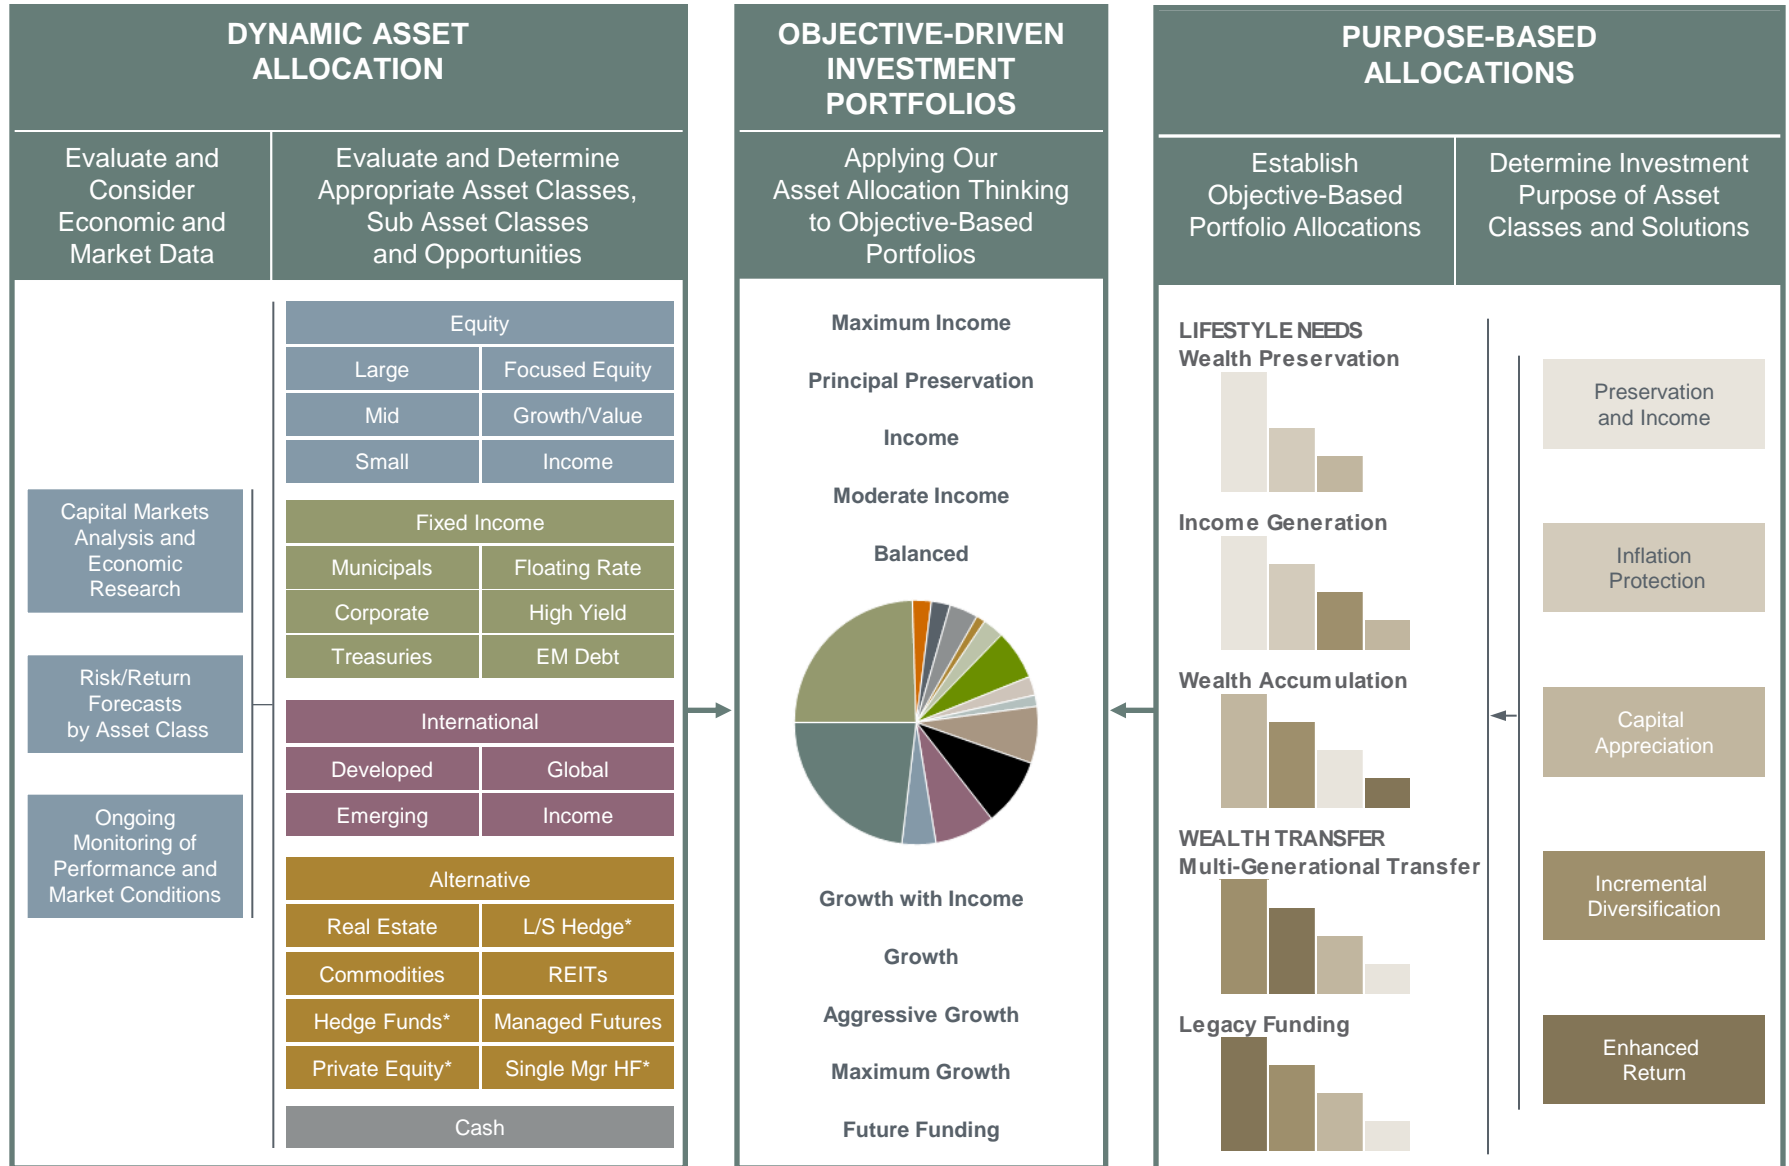 DYNAMIC ASSET
ALLOCATION
Evaluate and
Consider
Economic and
Market Data
Evaluate and Determine
Appropriate Asset Classes,
Sub Asset Classes
and Opportunities
Capital Markets
Analysis and
Economic
Research
Risk/Return
Forecasts
by Asset Class
Ongoing
Monitoring of
Performance and
Market Conditions
Equity
Large
Focused Equity
Mid
Growth/Value
Small
Income
Fixed Income
Municipals
Floating Rate
Corporate
High Yield
Treasuries
EM Debt
International
Developed
Global
Emerging
Income
Alternative
Real Estate
L/S Hedge*
Commodities
REITs
Hedge Funds*
Managed Futures
Private Equity*
Single Mgr HF*
Cash
OBJECTIVE-DRIVEN
INVESTMENT
PORTFOLIOS
Applying Our
Asset Allocation Thinking
to Objective-Based
Portfolios
Maximum Income
Principal Preservation
Income
Moderate Income
Balanced
Growth with Income
Growth
Aggressive Growth
Maximum Growth
Future Funding
PURPOSE-BASED
ALLOCATIONS
Establish
Objective-Based
Portfolio Allocations
Determine Investment
Purpose of Asset
Classes and Solutions
LIFESTYLE NEEDS
Wealth Preservation
Income Generation
Wealth Accumulation
WEALTH TRANSFER
Multi-Generational Transfer
Legacy Funding
Preservation
and Income
Inflation
Protection
Capital
Appreciation
Incremental
Diversification
Enhanced
Return